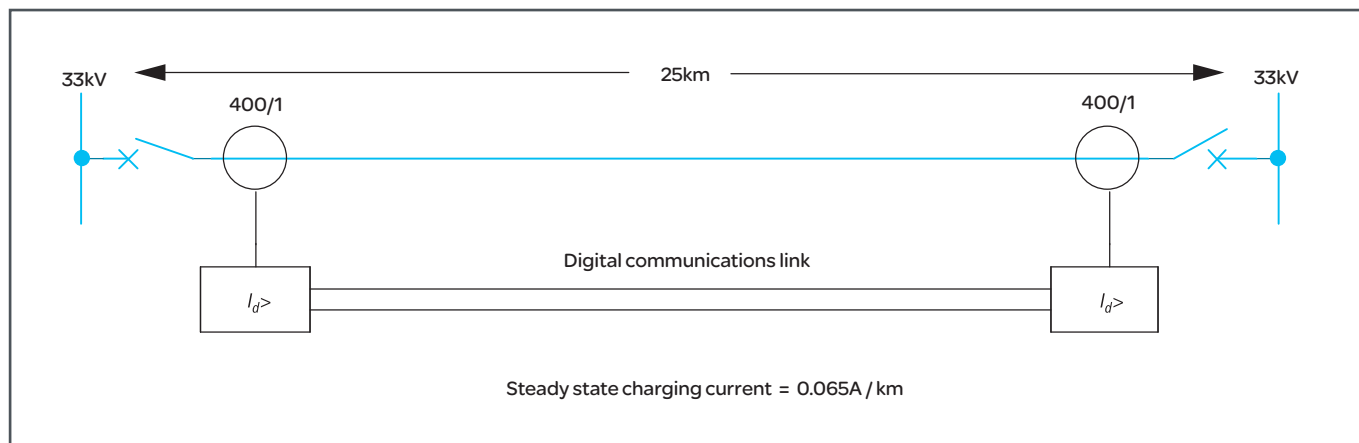 25km
33kV
33kV
400/1
400/1
Digital communications link
Id>
Id>
Steady state charging current = 0.065A / km